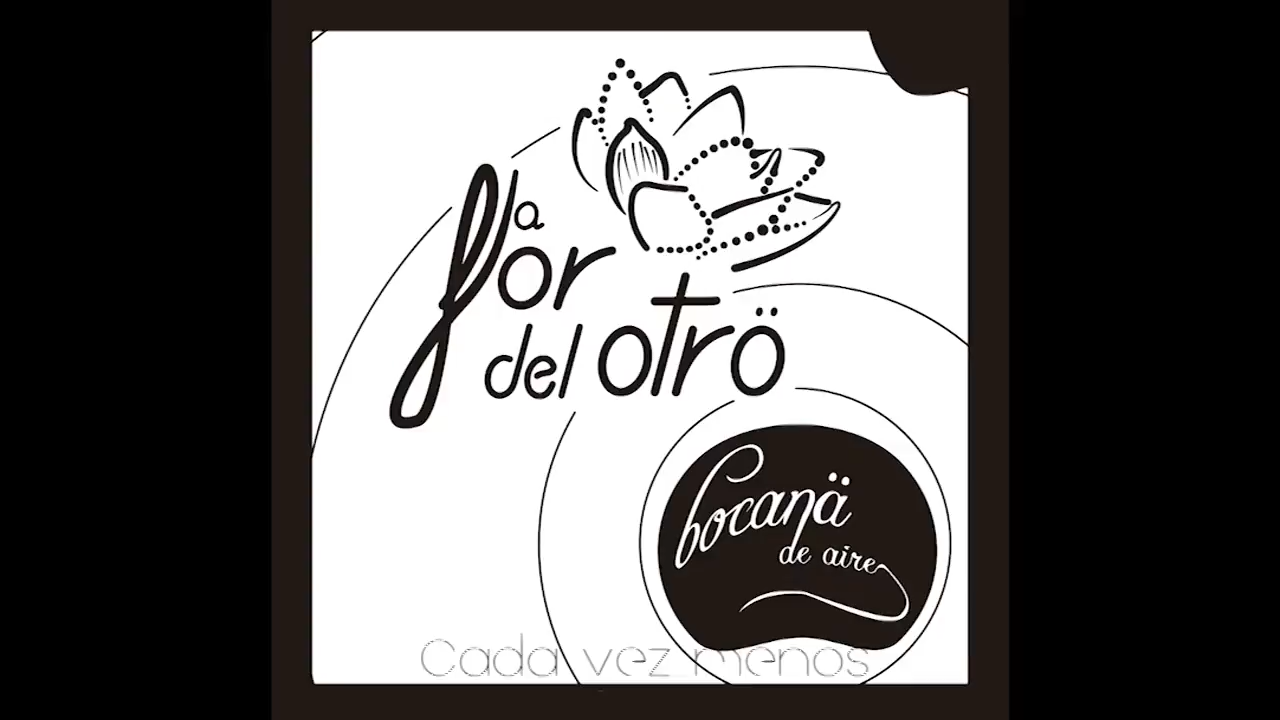 la
flor
del otrö
bocanä
de aire
Cada vez menos